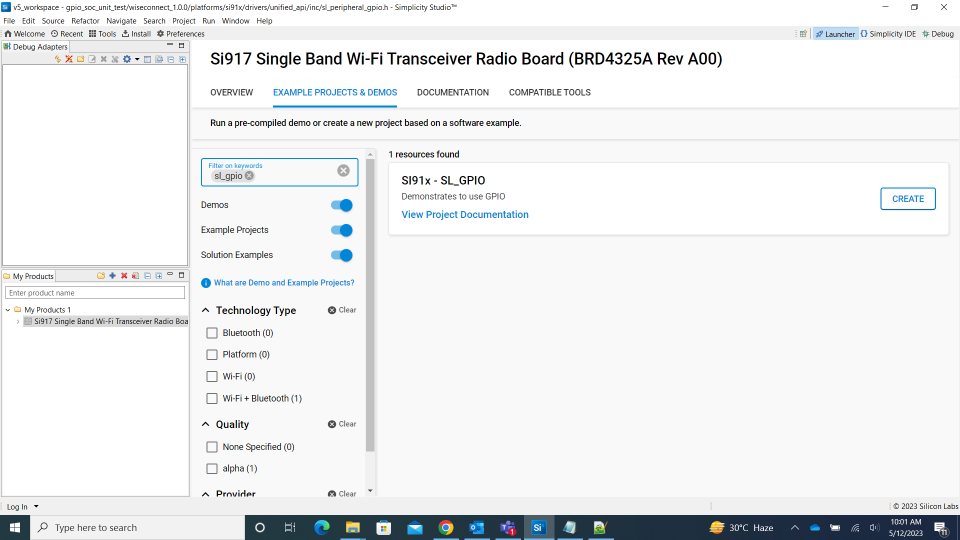 v5_workspace - gpio_soc_unit_test/wiseconnect_1.0.0/platforms/si91x/drivers/unified_api/inc/sl_peripheral_gpio.h - Simplicity Studio™
File Edit Source Refactor Navigate Search Project Run Window Help
Welcome Recent Tools Install Preferences
Launcher Simplicity IDE Debug
Debug Adapters
Si917 Single Band Wi-Fi Transceiver Radio Board (BRD4325A Rev A00)
OVERVIEW EXAMPLE PROJECTS & DEMOS DOCUMENTATION COMPATIBLE TOOLS
Run a pre-compiled demo or create a new project based on a software example.
Filter on keywords
sl_gpio
Demos
Example Projects
Solution Examples
What are Demo and Example Projects?
Technology Type Clear
Bluetooth (0)
Platform (0)
Wi-Fi (0)
Wi-Fi + Bluetooth (1)
Quality Clear
None Specified (0)
alpha (1)
Provider Clear
1 resources found
SI91x - SL_GPIO
Demonstrates to use GPIO
View Project Documentation
CREATE
My Products
Enter product name
My Products 1
Si917 Single Band Wi-Fi Transceiver Radio Boa
Log In
© 2023 Silicon Labs
Type here to search
30°C Haze
10:01 AM
5/12/2023